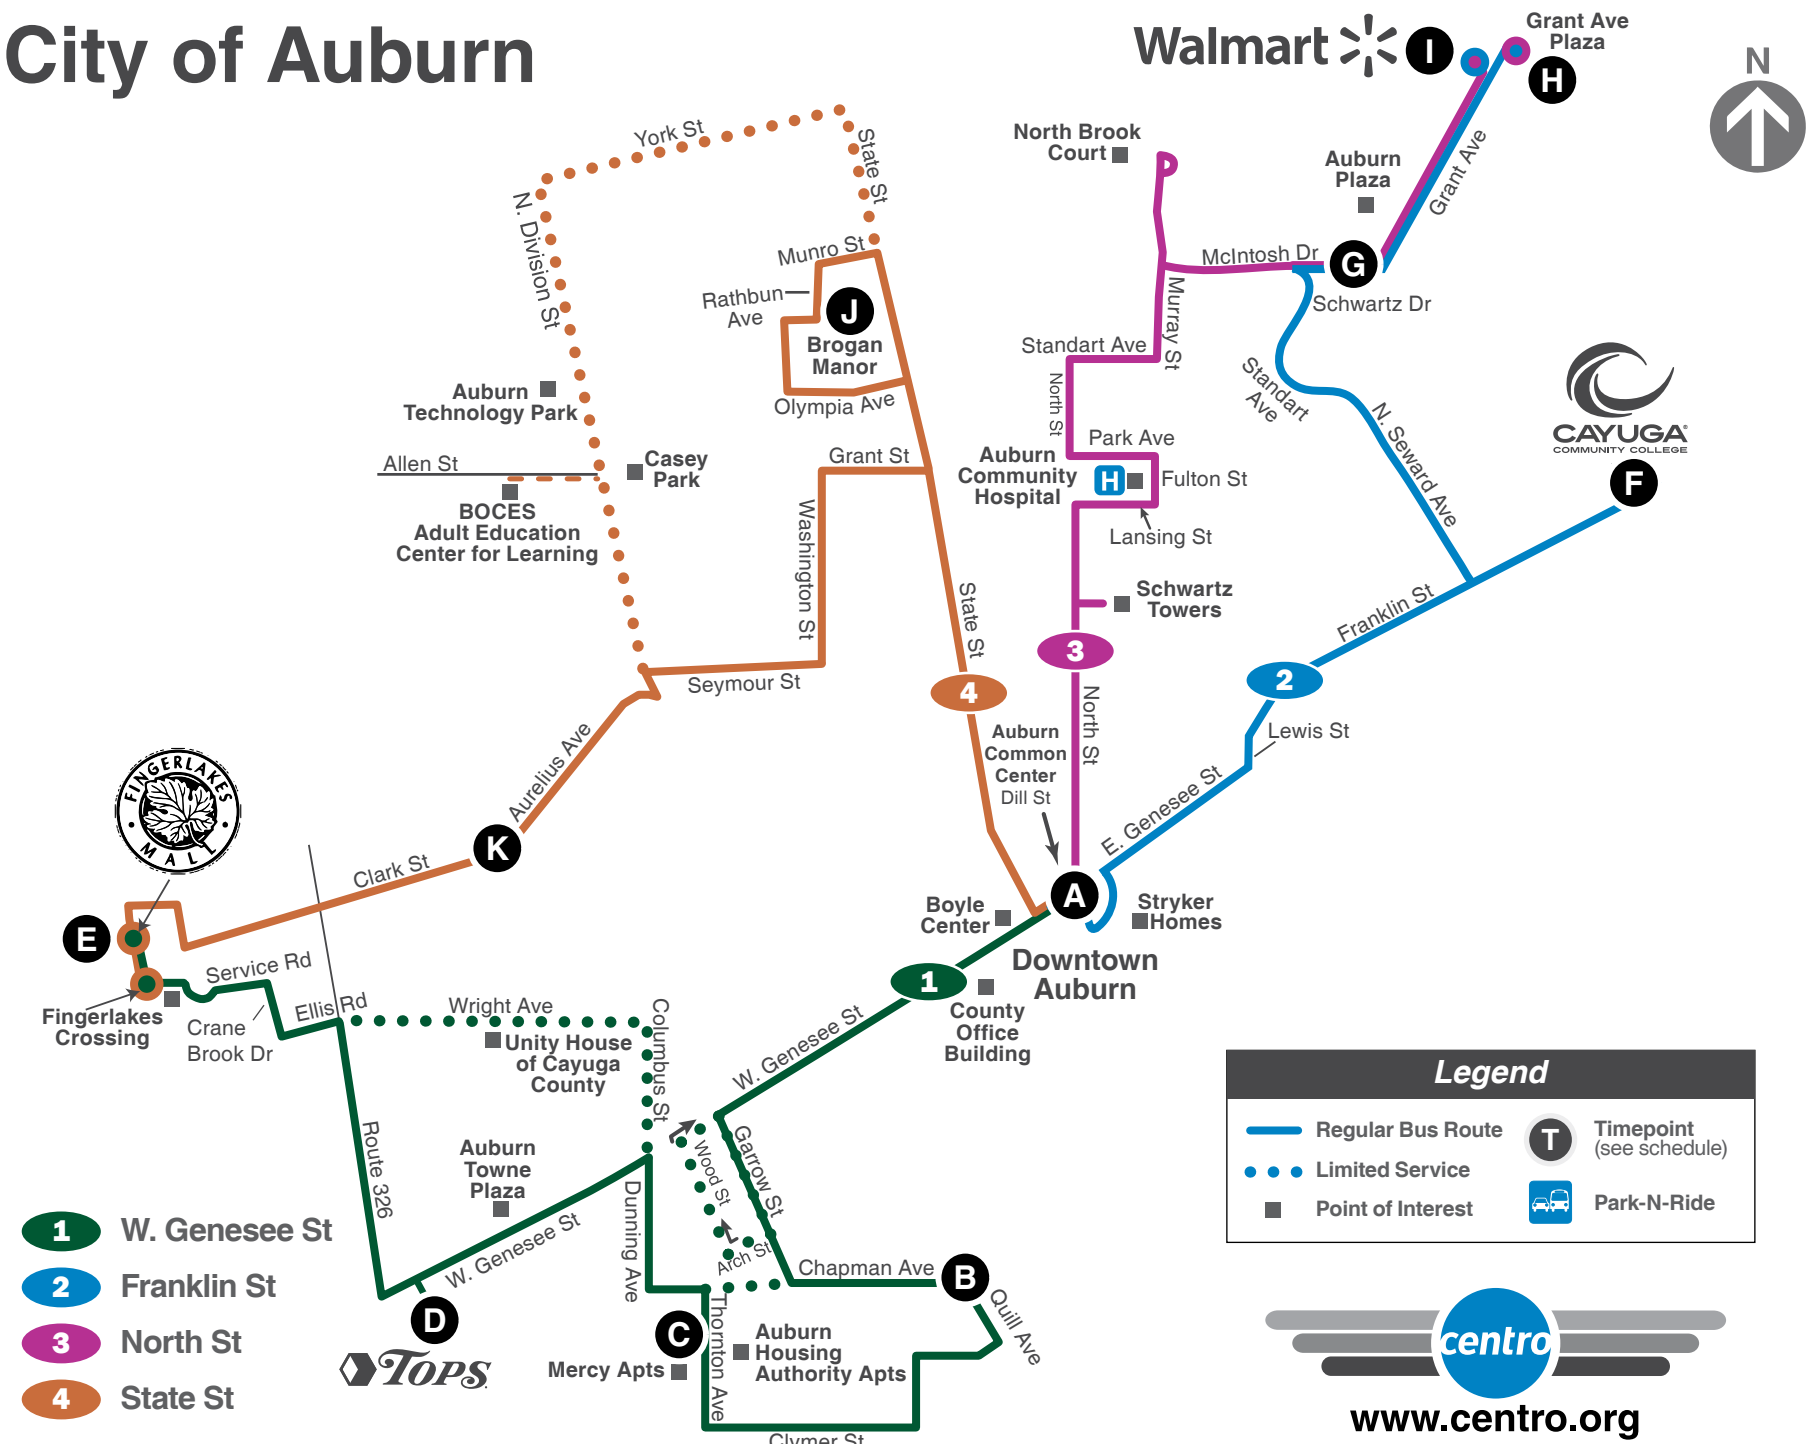 City of Auburn
Walmart
I
Grant Ave
Plaza
H
N
York St
State St
N. Division St
North Brook
Court
Auburn
Plaza
Grant Ave
Munro St
Rathbun
Ave
J
Brogan
Manor
Olympia Ave
McIntosh Dr
G
Schwartz Dr
Murray St
Standart Ave
North St
Standart
Ave
N. Seward Ave
CAYUGA
COMMUNITY COLLEGE
F
Auburn
Technology Park
Allen St
BOCES
Adult Education
Center for Learning
Casey
Park
Grant St
Washington St
Park Ave
Auburn
Community
Hospital
H
Fulton St
Lansing St
Schwartz
Towers
Franklin St
State St
3
2
4
Seymour St
North St
Lewis St
Auburn
Common
Center
Dill St
E. Genesee St
Aurelius Ave
FINGERLAKES
MALL
K
Clark St
A
Boyle
Center
Stryker
Homes
Downtown
Auburn
E
Service Rd
Fingerlakes
Crossing
Crane
Brook Dr
Ellis Rd
Wright Ave
Columbus St
Unity House
of Cayuga
County
1
County
Office
Building
W. Genesee St
Route 326
Auburn
Towne
Plaza
Wood St
Garrow St
Arch St
W. Genesee St
Dunning Ave
Chapman Ave
B
Quill Ave
D
TOPS
C
Mercy Apts
Thornton Ave
Auburn
Housing
Authority Apts
Clymer St
1 W. Genesee St
2 Franklin St
3 North St
4 State St
Legend
Regular Bus Route
Limited Service
Point of Interest
T
Timepoint
(see schedule)
Park-N-Ride
centro
www.centro.org